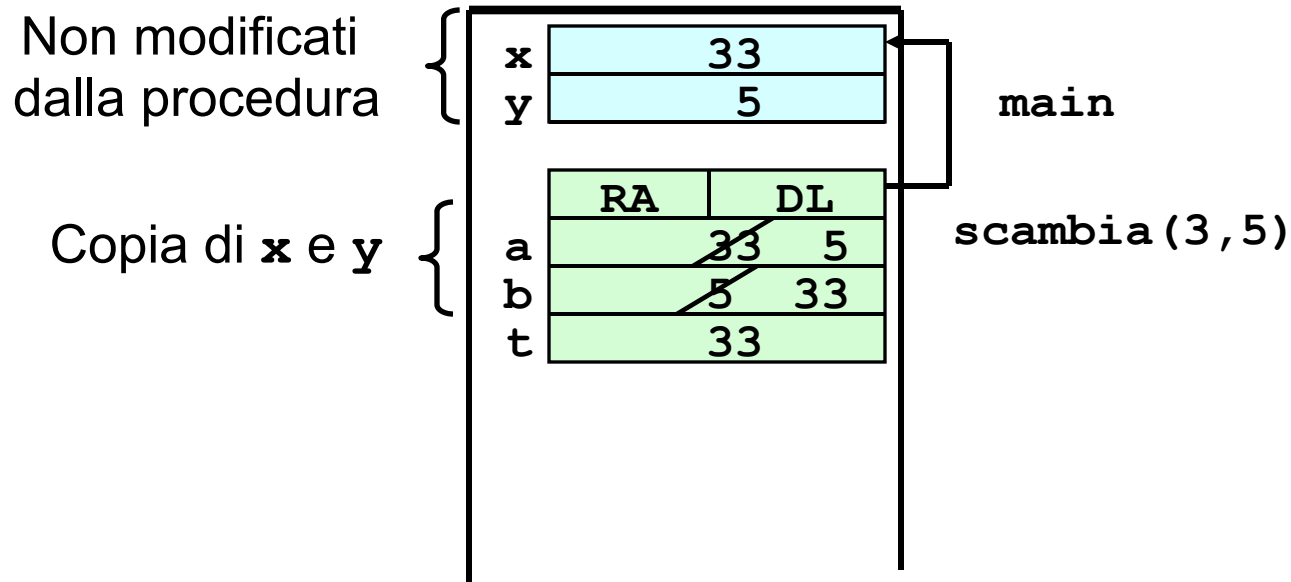 Non modificati
dalla procedura
x 33
y 5
main
RA DL
scambia(3,5)
Copia di x e y
a 33 5
b 5 33
t 33